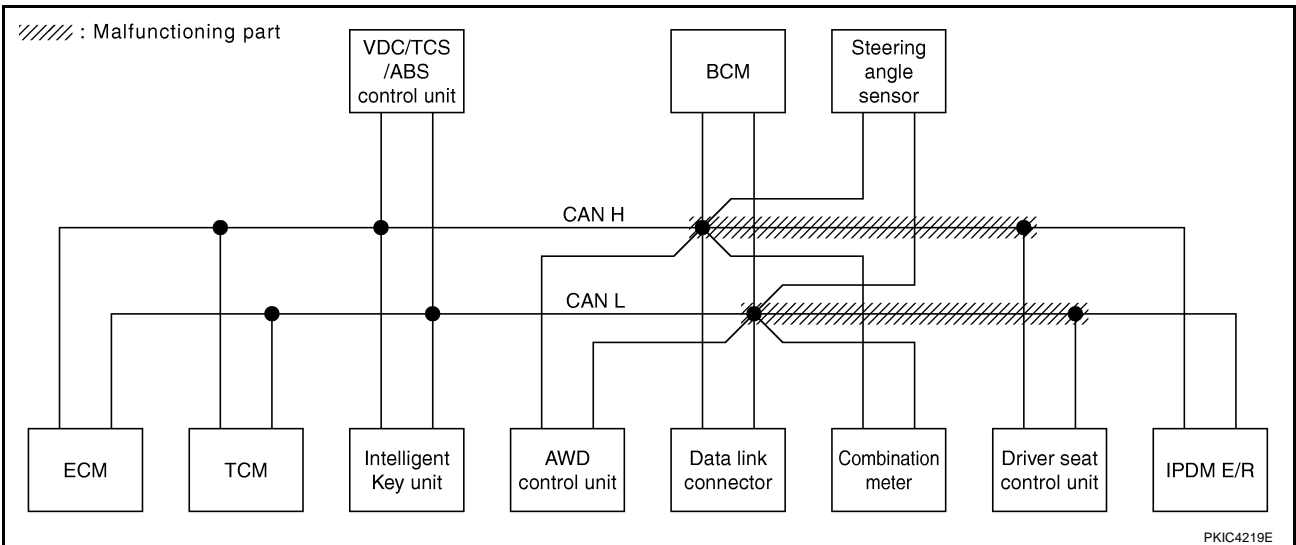 : Malfunctioning part
VDC/TCS
/ABS
control unit
BCM
Steering
angle
sensor
CAN H
CAN L
ECM
TCM
Intelligent
Key unit
AWD
control unit
Data link
connector
Combination
meter
Driver seat
control unit
IPDM E/R
PKIC4219E